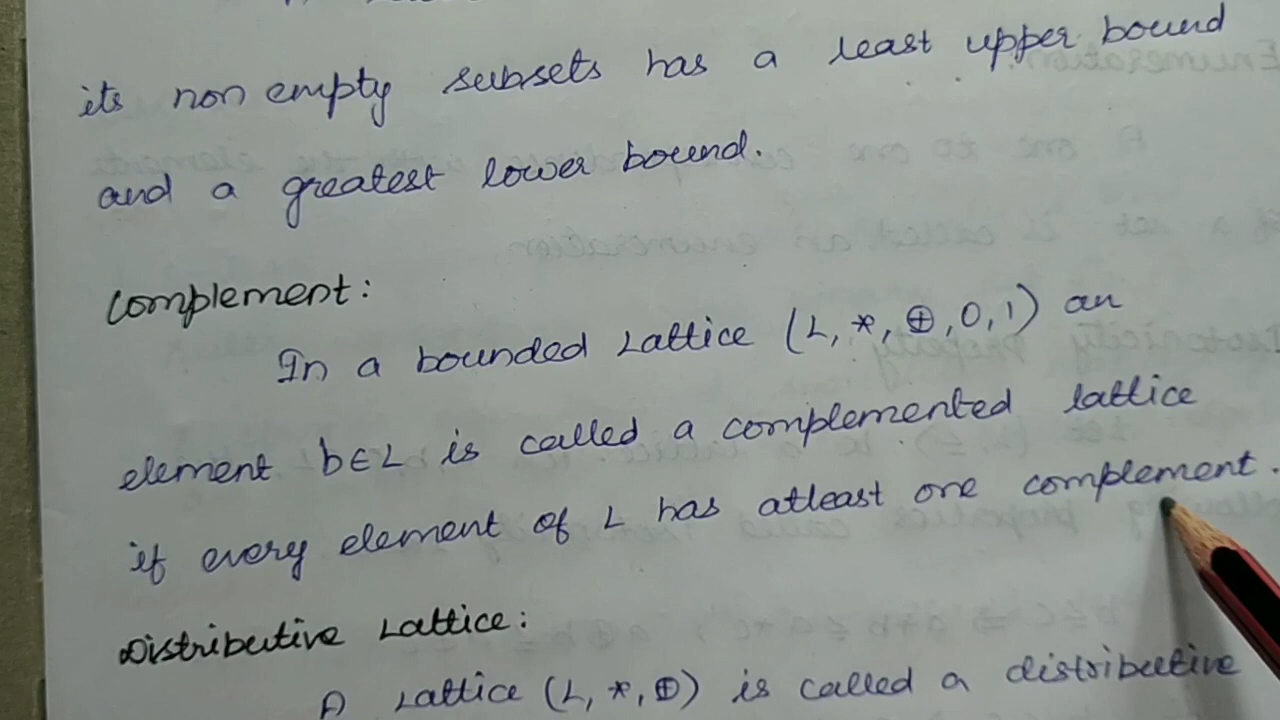 its non empty subsets has a least upper bound
and a greatest lower bound.
Complement:
In a bounded Lattice (L, *, ⊕, 0, 1) an
element b∈L is called a complemented lattice
if every element of L has atleast one complement.
Distributive Lattice:
A Lattice (L, *, ⊕) is called a distributive